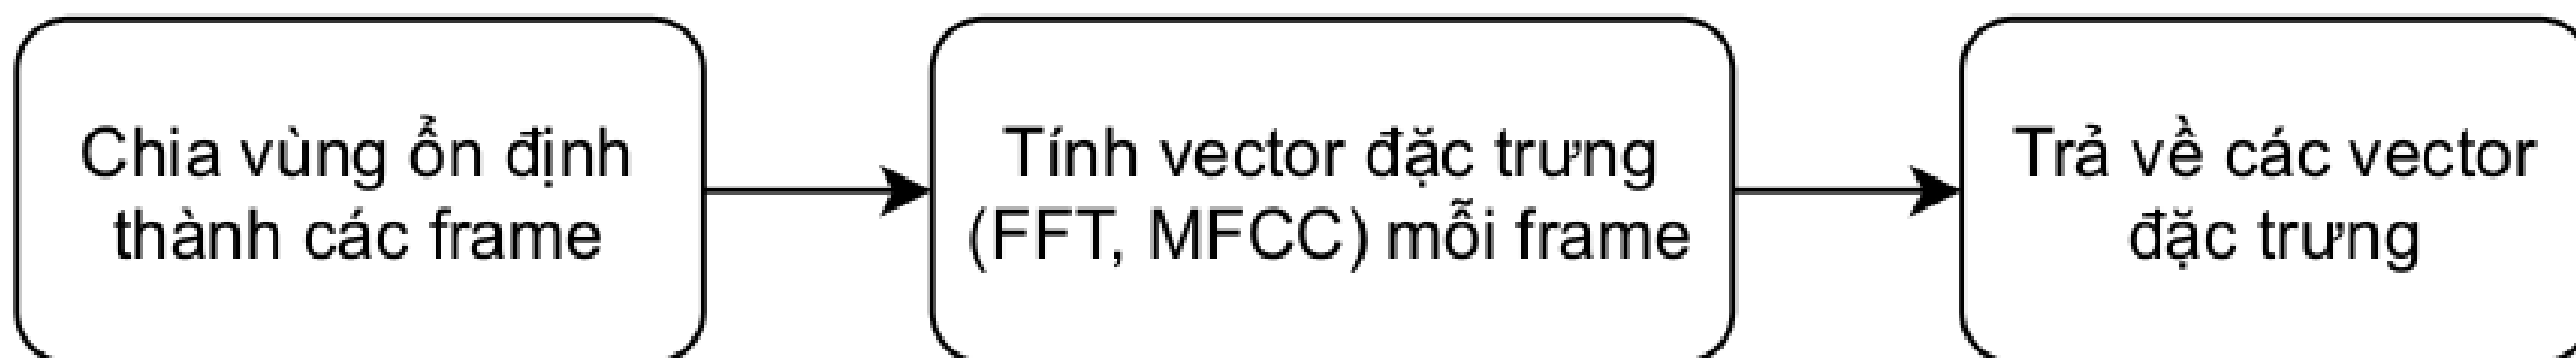 Chia vùng ổn định
thành các frame
Tính vector đặc trưng
(FFT, MFCC) mỗi frame
Trả về các vector
đặc trưng